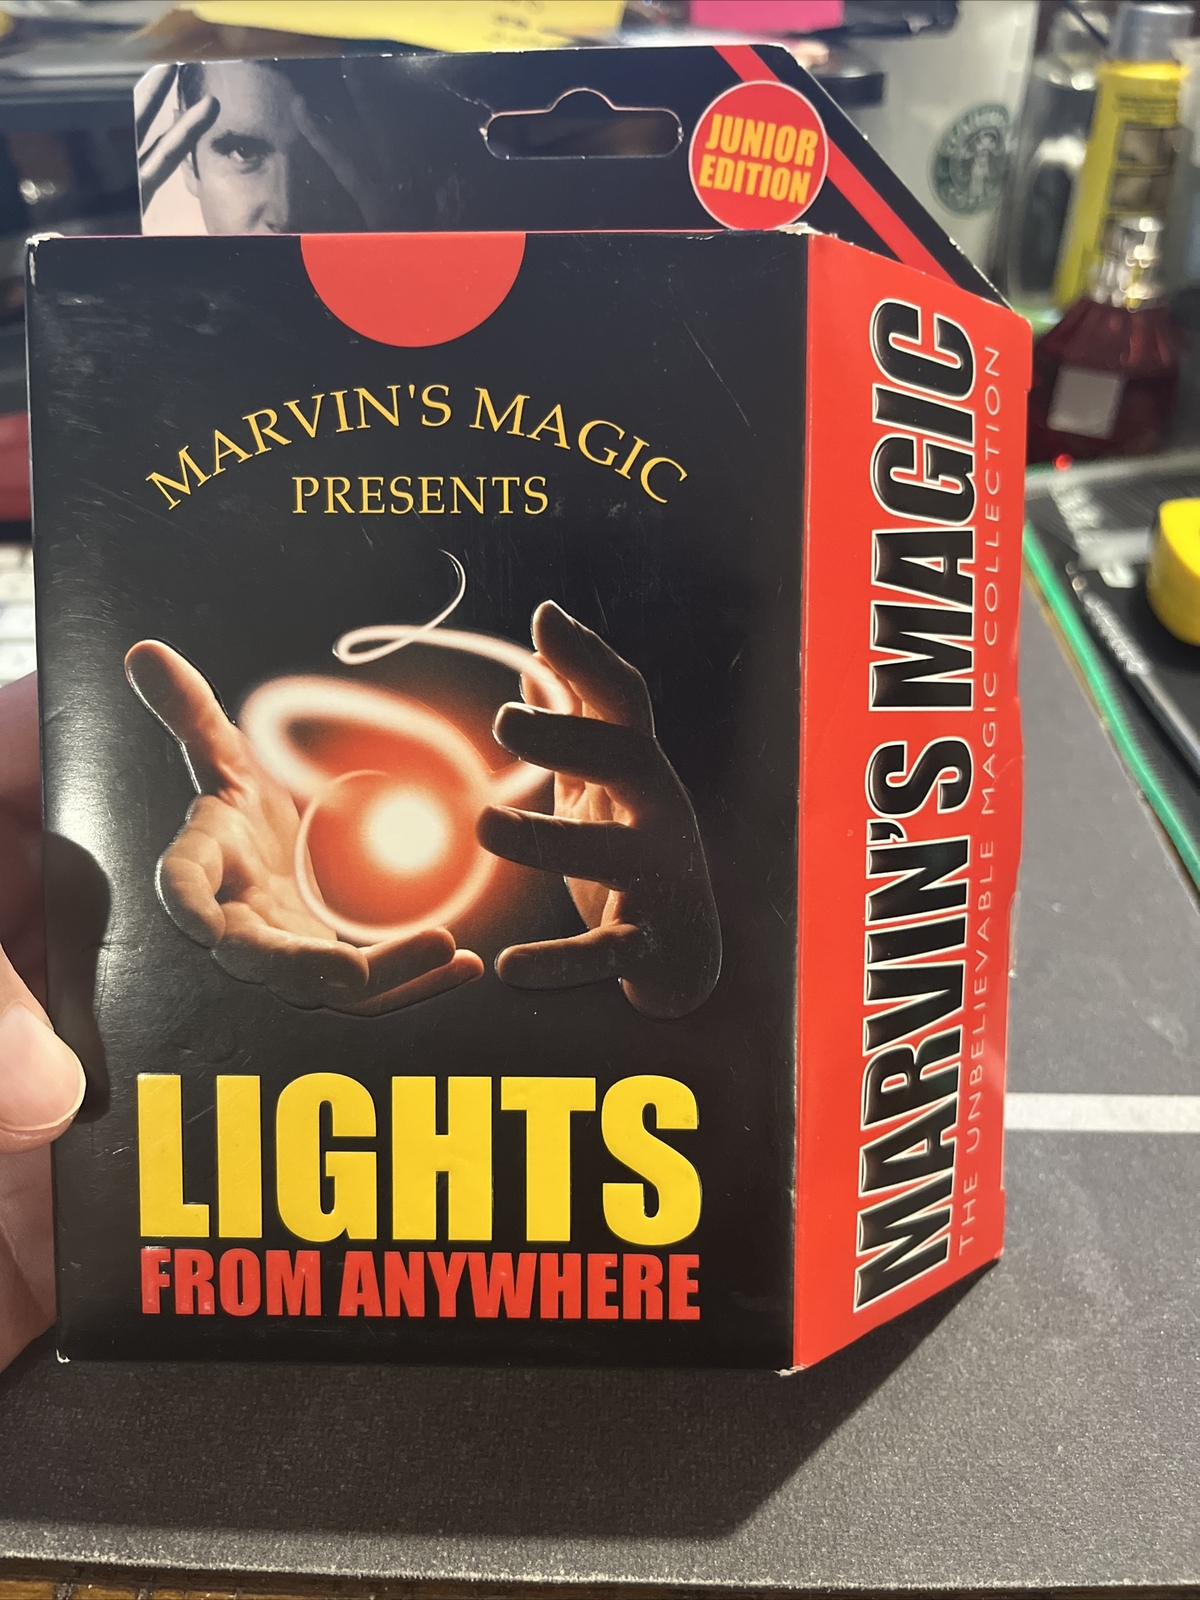 JUNIOR
EDITION
MARVIN'S MAGIC
PRESENTS
LIGHTS
FROM ANYWHERE
MARVIN'S MAGIC
THE UNBELIEVABLE MAGIC COLLECTION